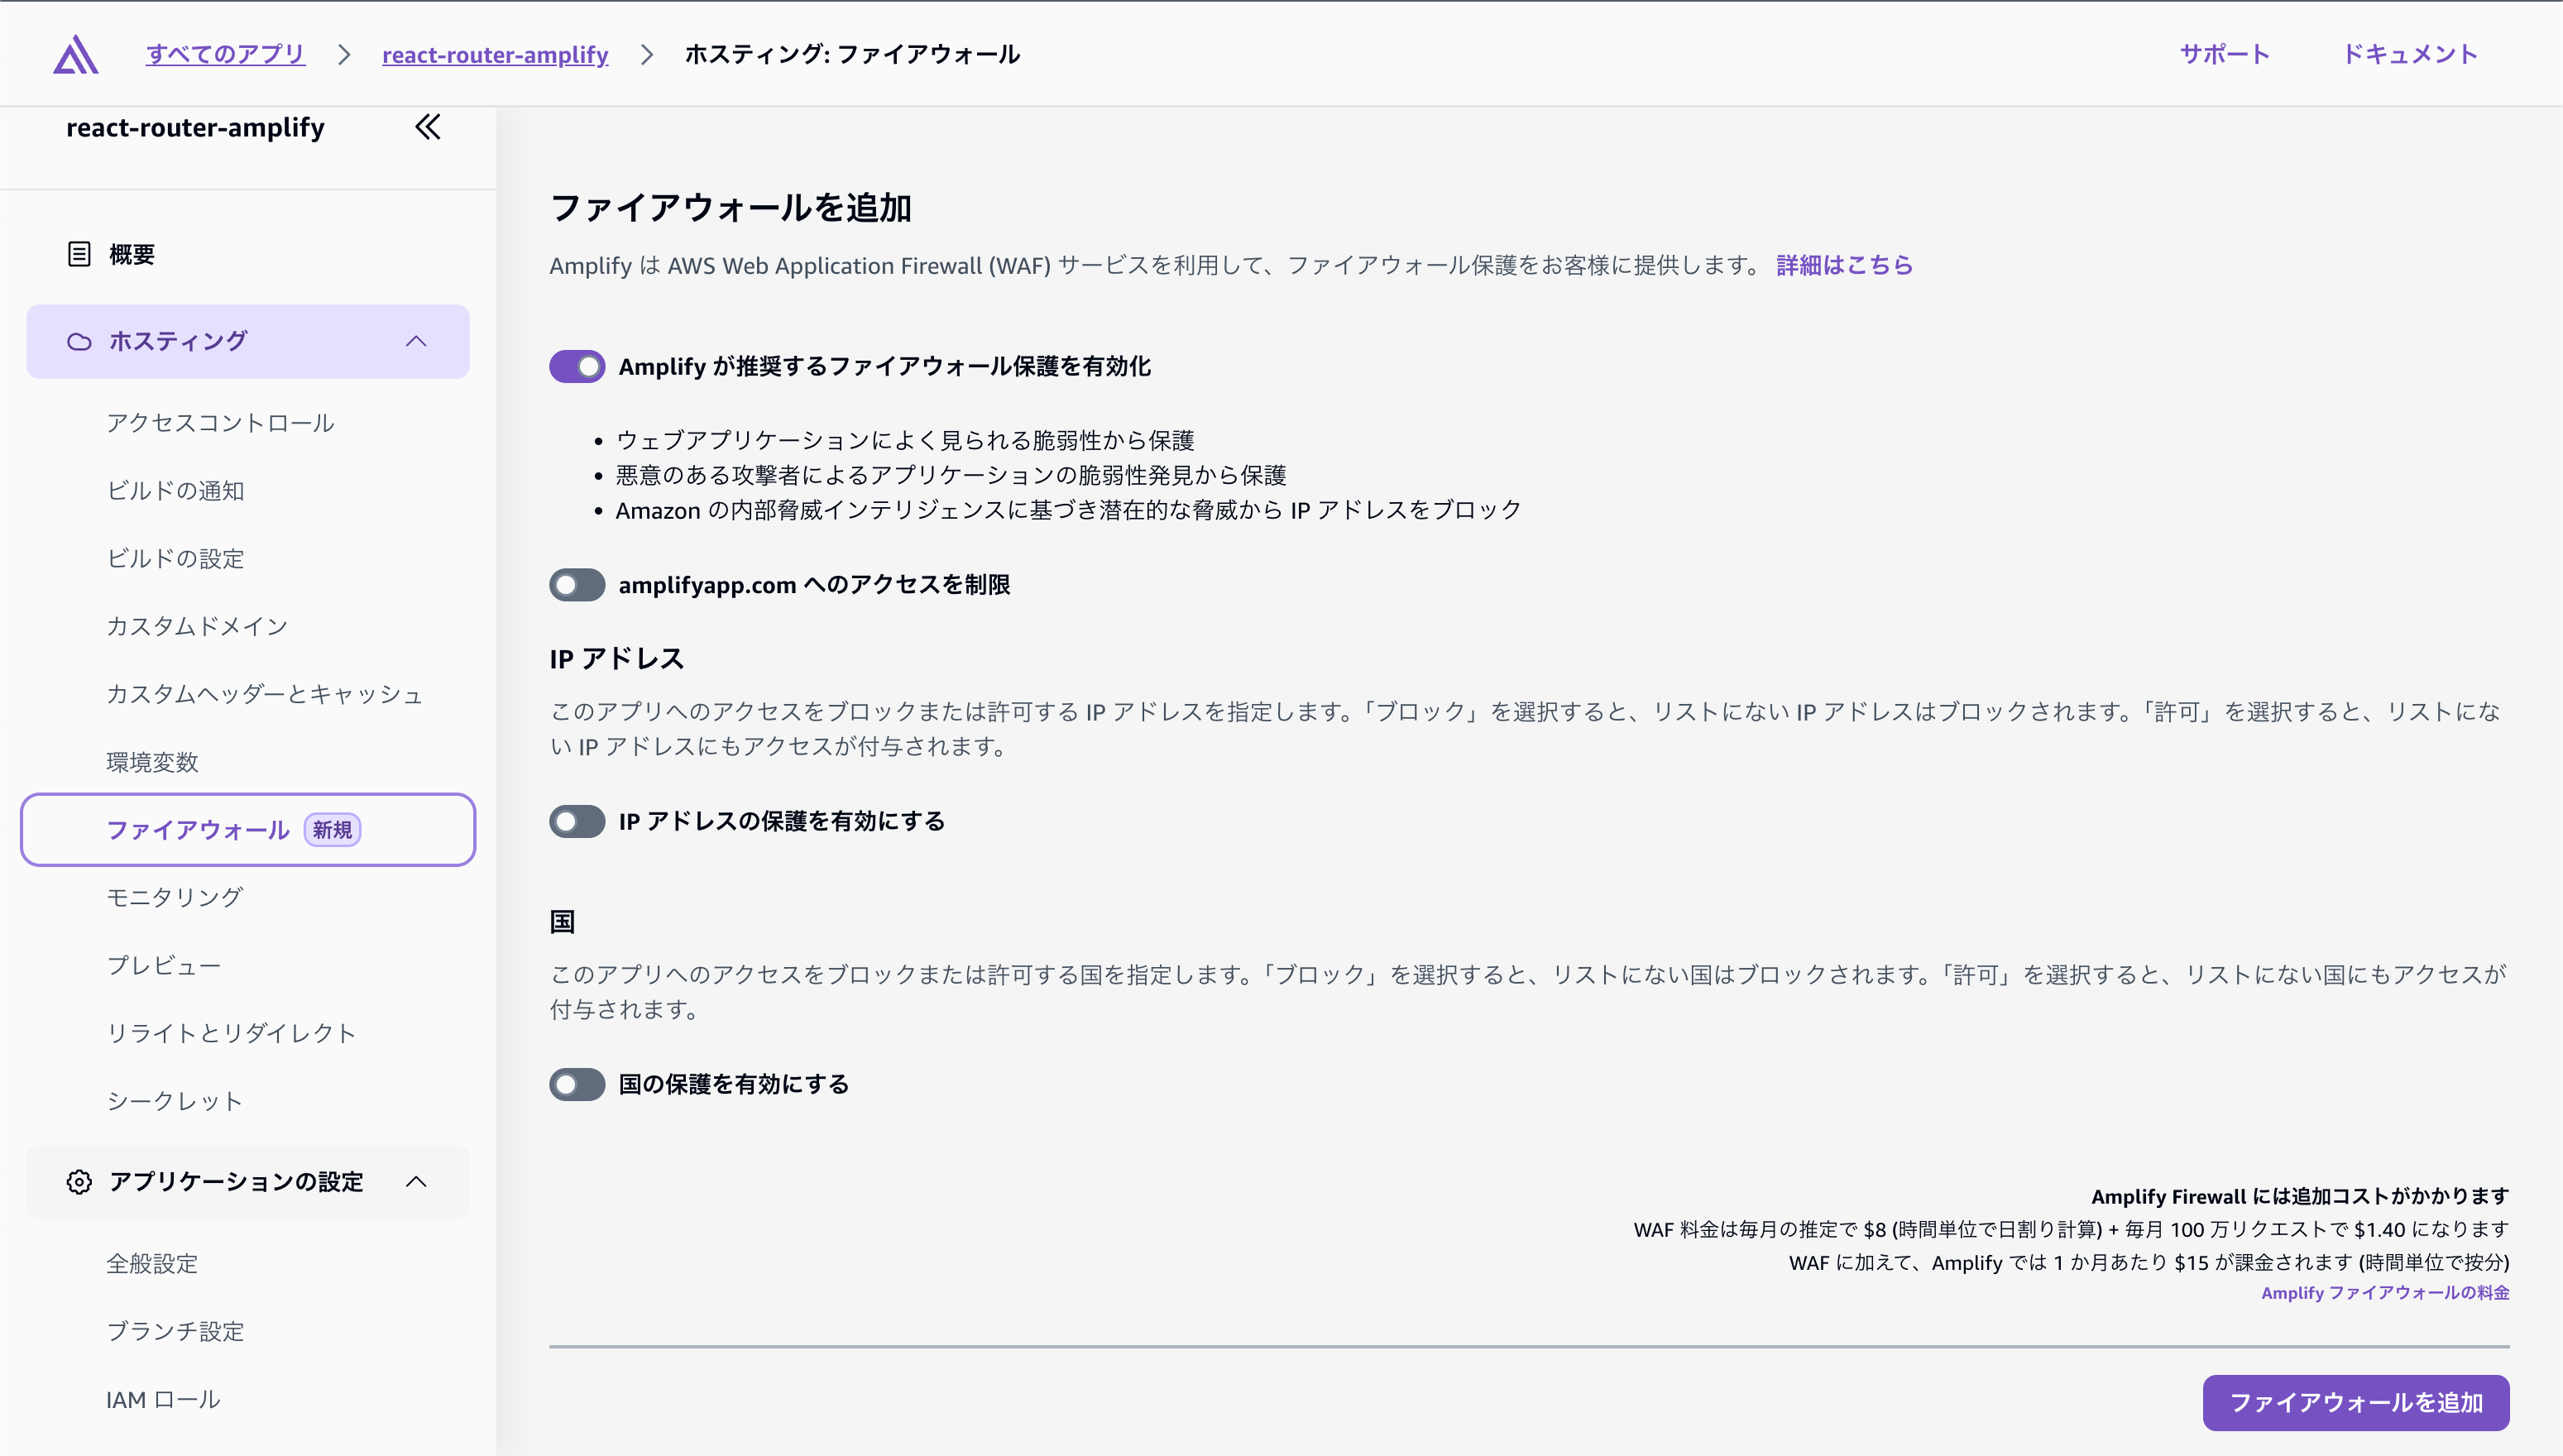 すべてのアプリ
react-router-amplify
ホスティング: ファイアウォール
サポート
ドキュメント
react-router-amplify
概要
ホスティング
アクセスコントロール
ビルドの通知
ビルドの設定
カスタムドメイン
カスタムヘッダーとキャッシュ
環境変数
ファイアウォール 新規
モニタリング
プレビュー
リライトとリダイレクト
シークレット
アプリケーションの設定
全般設定
ブランチ設定
IAM ロール
ファイアウォールを追加
Amplify は AWS Web Application Firewall (WAF) サービスを利用して、ファイアウォール保護をお客様に提供します。 詳細はこちら
Amplify が推奨するファイアウォール保護を有効化
• ウェブアプリケーションによく見られる脆弱性から保護
• 悪意のある攻撃者によるアプリケーションの脆弱性発見から保護
• Amazon の内部脅威インテリジェンスに基づき潜在的な脅威から IP アドレスをブロック
amplifyapp.com へのアクセスを制限
IP アドレス
このアプリへのアクセスをブロックまたは許可する IP アドレスを指定します。「ブロック」を選択すると、リストにない IP アドレスはブロックされます。「許可」を選択すると、リストにな
い IP アドレスにもアクセスが付与されます。
IP アドレスの保護を有効にする
国
このアプリへのアクセスをブロックまたは許可する国を指定します。「ブロック」を選択すると、リストにない国はブロックされます。「許可」を選択すると、リストにない国にもアクセスが
付与されます。
国の保護を有効にする
Amplify Firewall には追加コストがかかります
WAF 料金は毎月の推定で $8 (時間単位で日割り計算) + 毎月 100 万リクエストで $1.40 になります
WAF に加えて、Amplify では 1 か月あたり $15 が課金されます (時間単位で按分)
Amplify ファイアウォールの料金
ファイアウォールを追加